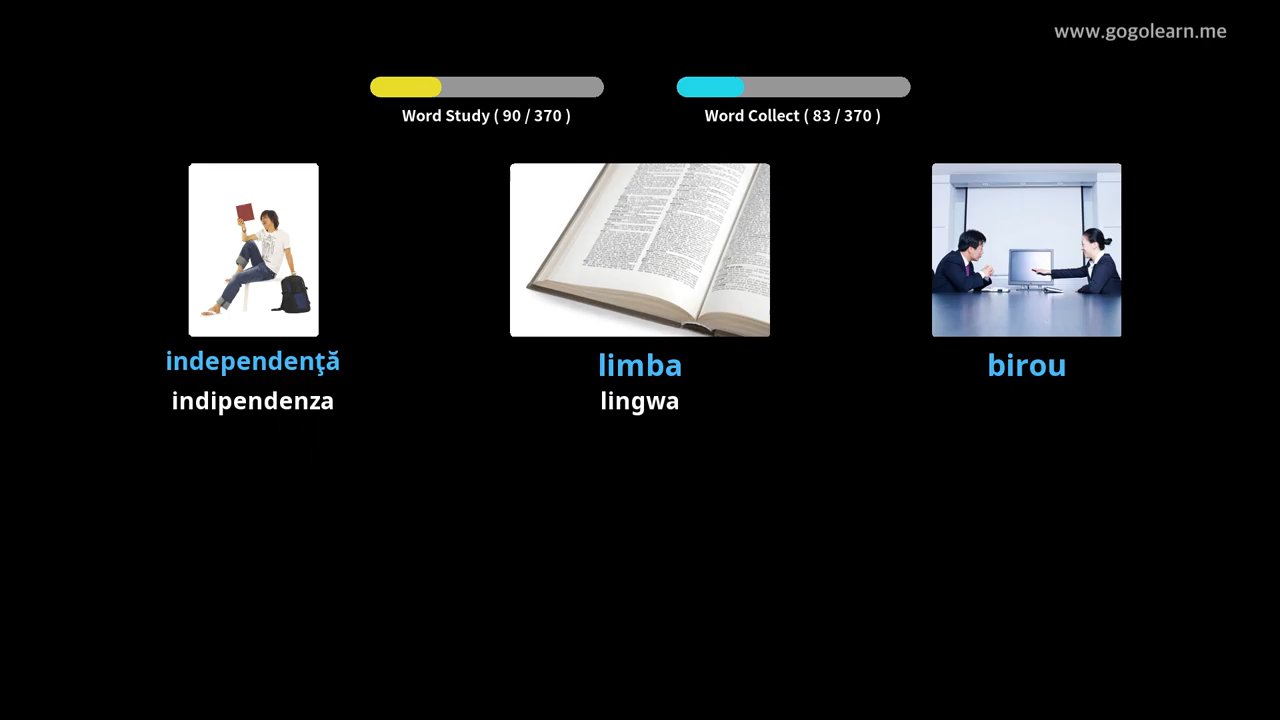 www.gogolearn.me
Word Study ( 90 / 370 )
Word Collect ( 83 / 370 )
independenţă
indipendenza
limba
lingwa
birou